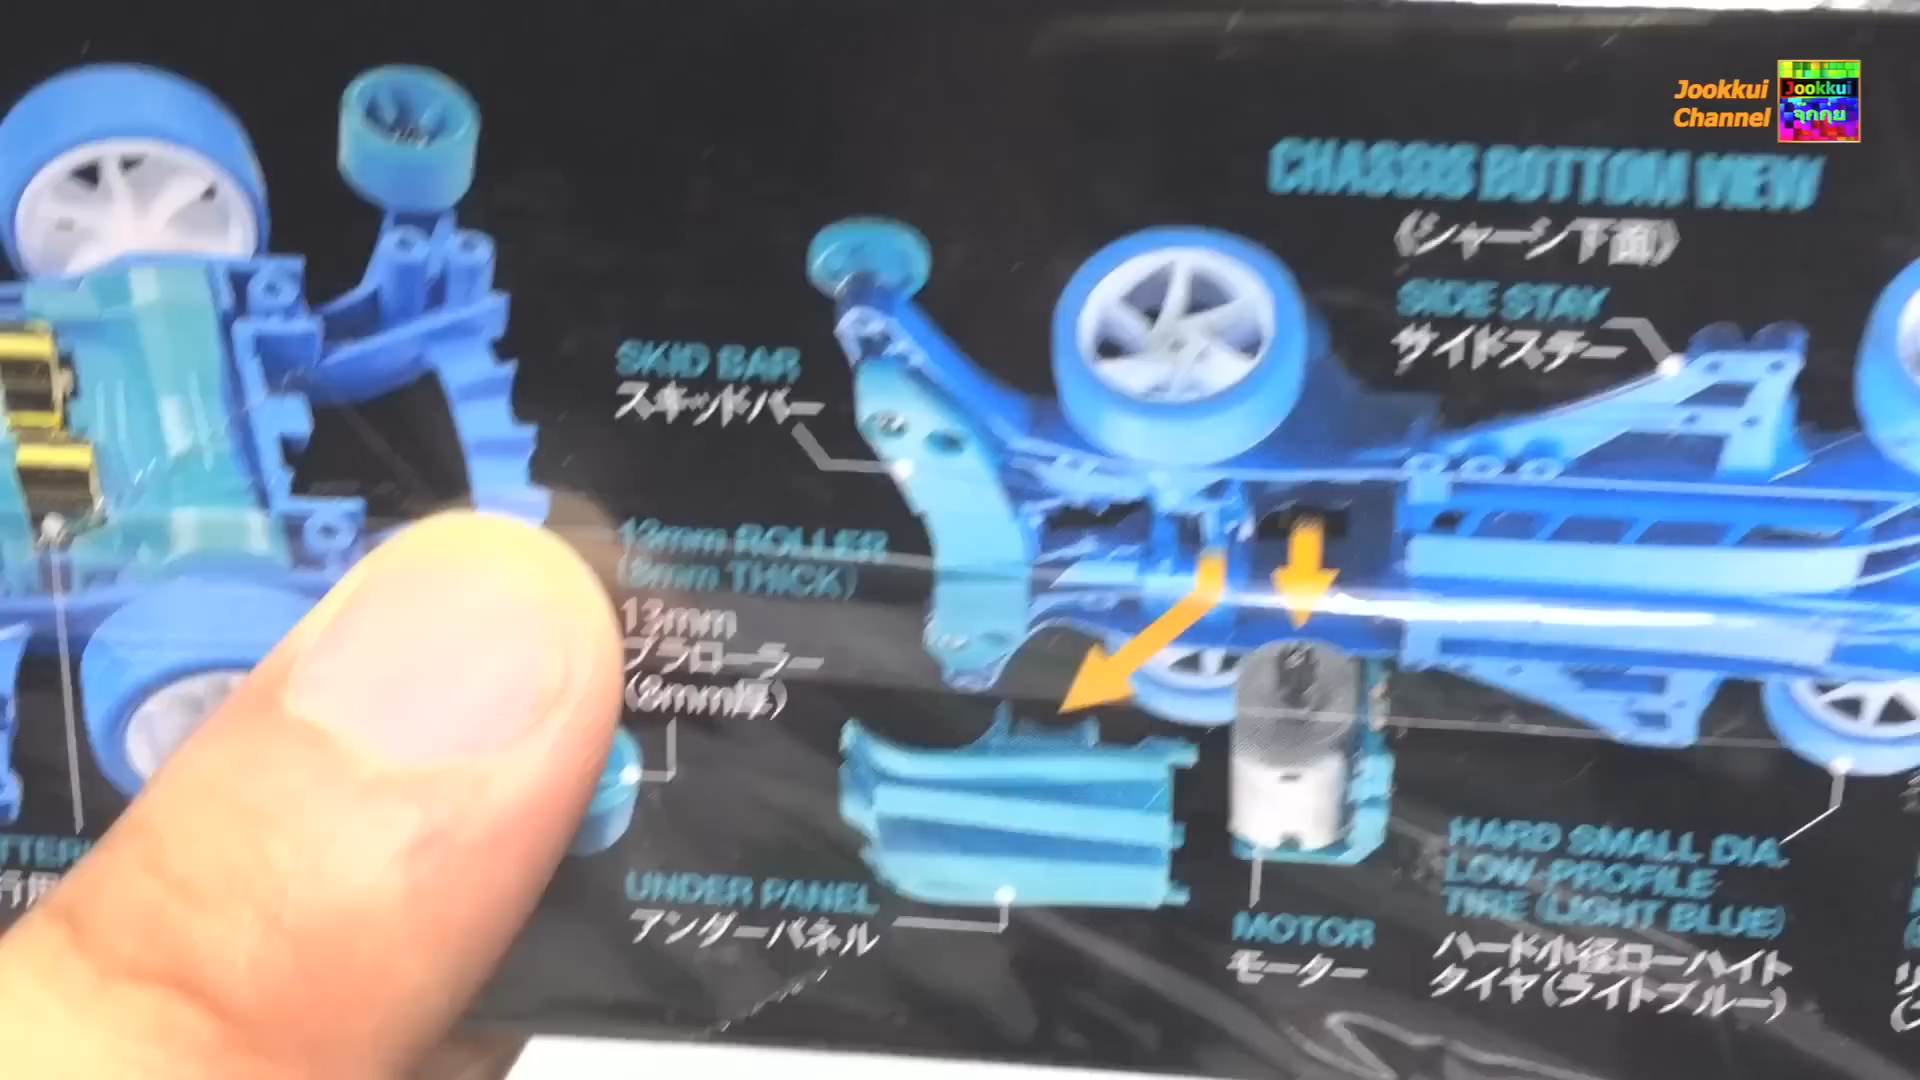 Jookkui
Channel
Jookkui
จุ๊กกุย
CHASSIS BOTTOM VIEW
《シャーシ下面》
SIDE STAY
サイドステー
SKID BAR
スキッドバー
13mm ROLLER
(8mm THICK)
13mm
プラローラー
(8mm厚)
UNDER PANEL
アンダーパネル
MOTOR
モーター
HARD SMALL DIA.
LOW-PROFILE
TIRE (LIGHT BLUE)
ハード小径ローハイト
タイヤ(ライトブルー)